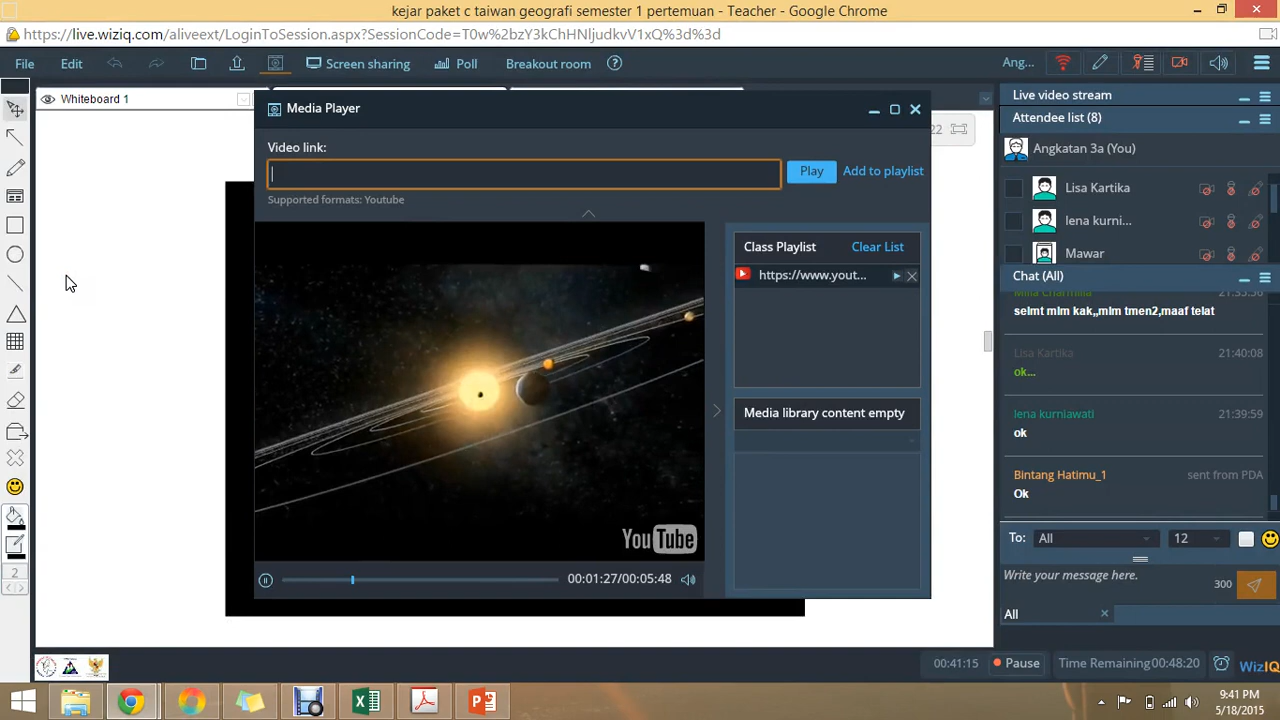 kejar paket c taiwan geografi semester 1 pertemuan - Teacher - Google Chrome
https://live.wiziq.com/aliveext/LoginToSession.aspx?SessionCode=T0w%2bzY3kChHNljudkvV1xQ%3d%3d
File Edit Screen sharing Poll Breakout room ? Ang...
Whiteboard 1
22
Media Player
Video link:
Play Add to playlist
Supported formats: Youtube
Class Playlist Clear List
https://www.yout...
Media library content empty
YouTube
00:01:27/00:05:48
Live video stream
Attendee list (8)
Angkatan 3a (You)
Lisa Kartika
lena kurni...
Mawar
Chat (All)
selmt mlm kak,,mlm tmen2,maaf telat
Lisa Kartika 21:40:08
ok...
lena kurniawati 21:39:59
ok
Bintang Hatimu_1 sent from PDA
Ok
To: All 12
Write your message here. 300
All
2
00:41:15 Pause Time Remaining 00:48:20 WizIQ
9:41 PM
5/18/2015